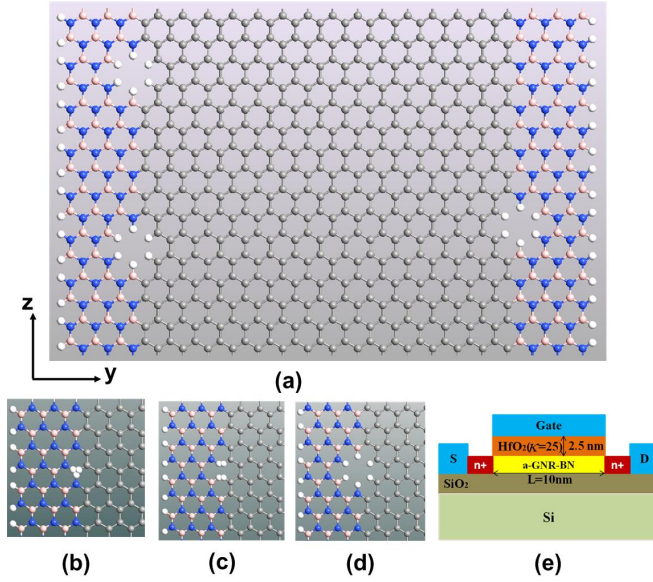 z
y
(a)
(b)
(c)
(d)
Gate
HfO₂(κ=25)
2.5 nm
S
D
n+
a-GNR-BN
n+
SiO₂
L=10nm
Si
(e)